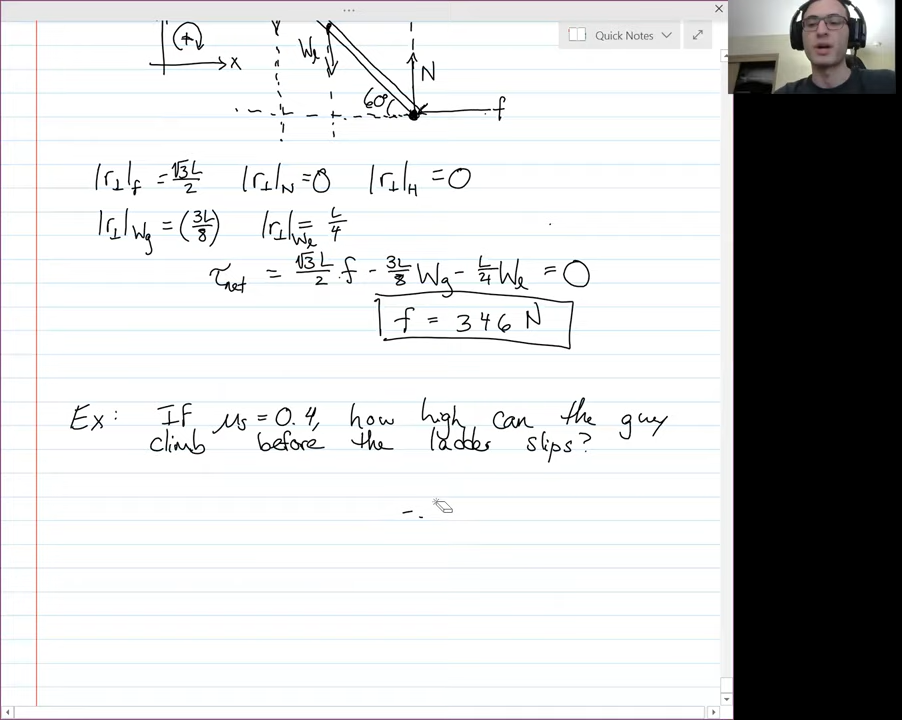 Quick Notes
+
x
Wℓ
N
60°
f
|r⊥|f = √3L/2 |r⊥|N = 0 |r⊥|H = 0
|r⊥|Wg = (3L/8) |r⊥|Wℓ = L/4
τnet = √3L/2 f - 3L/8 Wg - L/4 Wℓ = 0
f = 346 N
Ex: IF μs = 0.4, how high can the guy
climb before the ladder slips?